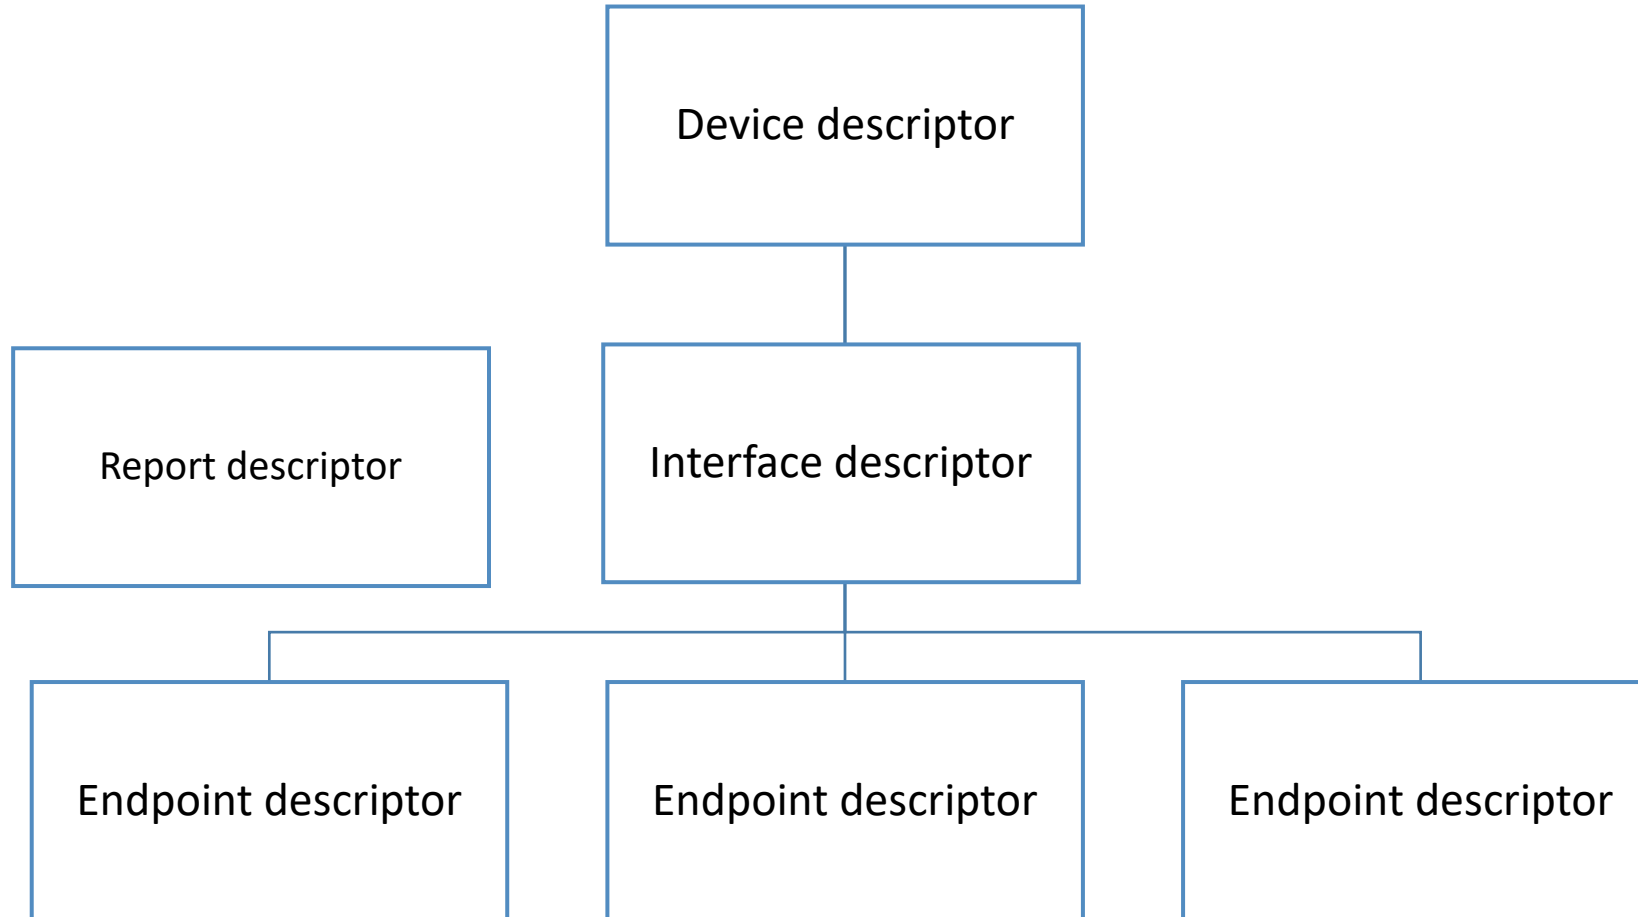 Device descriptor
Report descriptor
Interface descriptor
Endpoint descriptor
Endpoint descriptor
Endpoint descriptor